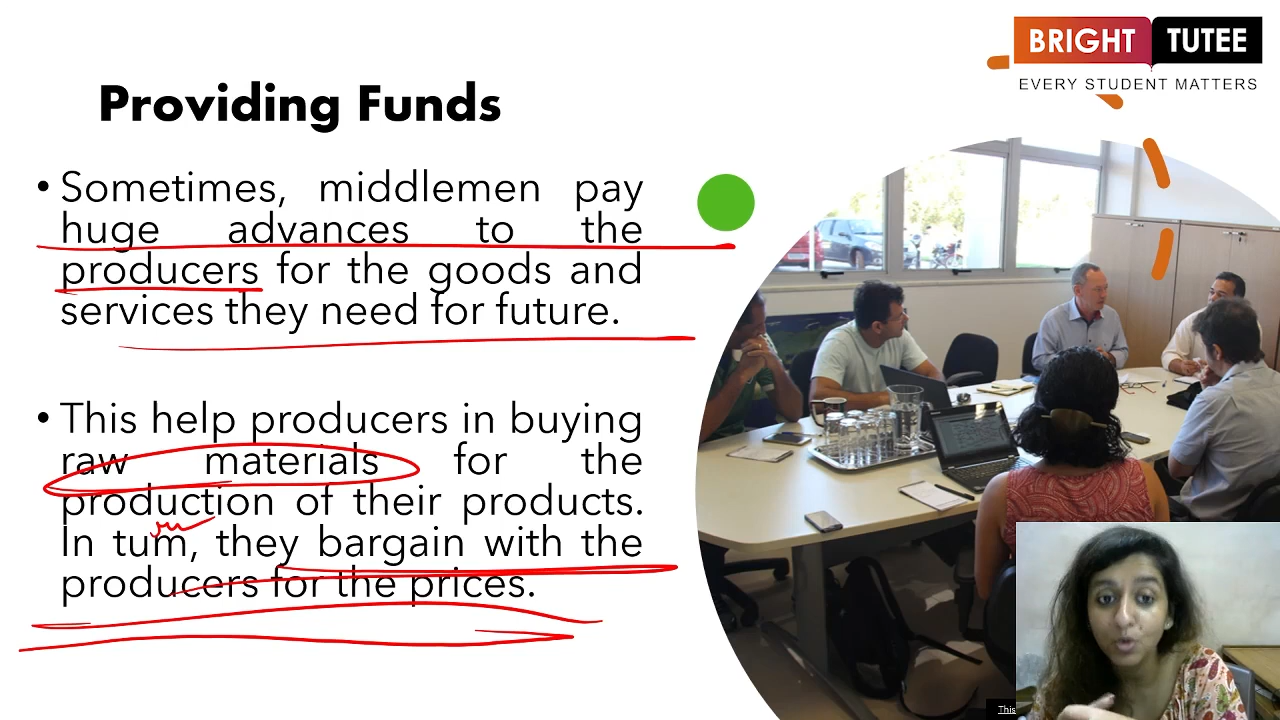 BRIGHT TUTEE
EVERY STUDENT MATTERS
Providing Funds
• Sometimes, middlemen pay
huge advances to the
producers for the goods and
services they need for future.
• This help producers in buying
raw materials for the
production of their products.
In tum, they bargain with the
producers for the prices.
This